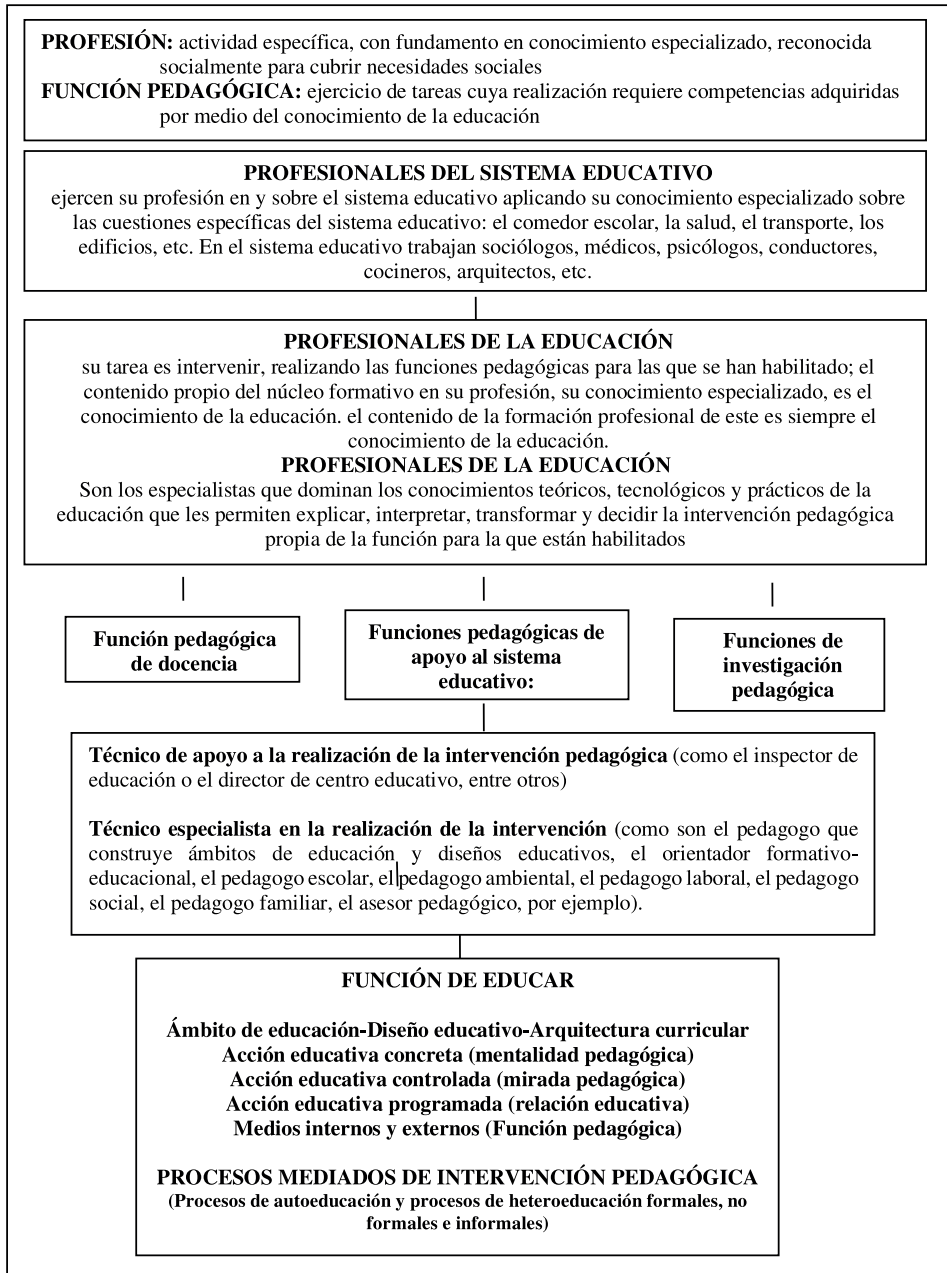 PROFESIÓN: actividad específica, con fundamento en conocimiento especializado, reconocida
socialmente para cubrir necesidades sociales
FUNCIÓN PEDAGÓGICA: ejercicio de tareas cuya realización requiere competencias adquiridas
por medio del conocimiento de la educación
PROFESIONALES DEL SISTEMA EDUCATIVO
ejercen su profesión en y sobre el sistema educativo aplicando su conocimiento especializado sobre
las cuestiones específicas del sistema educativo: el comedor escolar, la salud, el transporte, los
edificios, etc. En el sistema educativo trabajan sociólogos, médicos, psicólogos, conductores,
cocineros, arquitectos, etc.
PROFESIONALES DE LA EDUCACIÓN
su tarea es intervenir, realizando las funciones pedagógicas para las que se han habilitado; el
contenido propio del núcleo formativo en su profesión, su conocimiento especializado, es el
conocimiento de la educación. el contenido de la formación profesional de este es siempre el
conocimiento de la educación.
PROFESIONALES DE LA EDUCACIÓN
Son los especialistas que dominan los conocimientos teóricos, tecnológicos y prácticos de la
educación que les permiten explicar, interpretar, transformar y decidir la intervención pedagógica
propia de la función para la que están habilitados
Función pedagógica
de docencia
Funciones pedagógicas de
apoyo al sistema
educativo:
Funciones de
investigación
pedagógica
Técnico de apoyo a la realización de la intervención pedagógica (como el inspector de
educación o el director de centro educativo, entre otros)
Técnico especialista en la realización de la intervención (como son el pedagogo que
construye ámbitos de educación y diseños educativos, el orientador formativo-
educacional, el pedagogo escolar, el pedagogo ambiental, el pedagogo laboral, el pedagogo
social, el pedagogo familiar, el asesor pedagógico, por ejemplo).
FUNCIÓN DE EDUCAR
Ámbito de educación-Diseño educativo-Arquitectura curricular
Acción educativa concreta (mentalidad pedagógica)
Acción educativa controlada (mirada pedagógica)
Acción educativa programada (relación educativa)
Medios internos y externos (Función pedagógica)
PROCESOS MEDIADOS DE INTERVENCIÓN PEDAGÓGICA
(Procesos de autoeducación y procesos de heteroeducación formales, no
formales e informales)